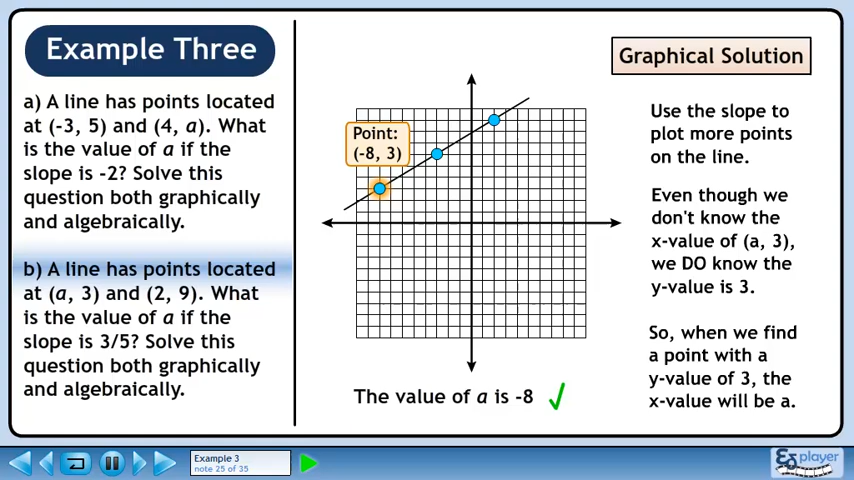 Example Three
a) A line has points located
at (-3, 5) and (4, a). What
is the value of a if the
slope is -2? Solve this
question both graphically
and algebraically.
b) A line has points located
at (a, 3) and (2, 9). What
is the value of a if the
slope is 3/5? Solve this
question both graphically
and algebraically.
Point:
(-8, 3)
The value of a is -8
Graphical Solution
Use the slope to
plot more points
on the line.
Even though we
don't know the
x-value of (a, 3),
we DO know the
y-value is 3.
So, when we find
a point with a
y-value of 3, the
x-value will be a.
Example 3
note 25 of 35
player